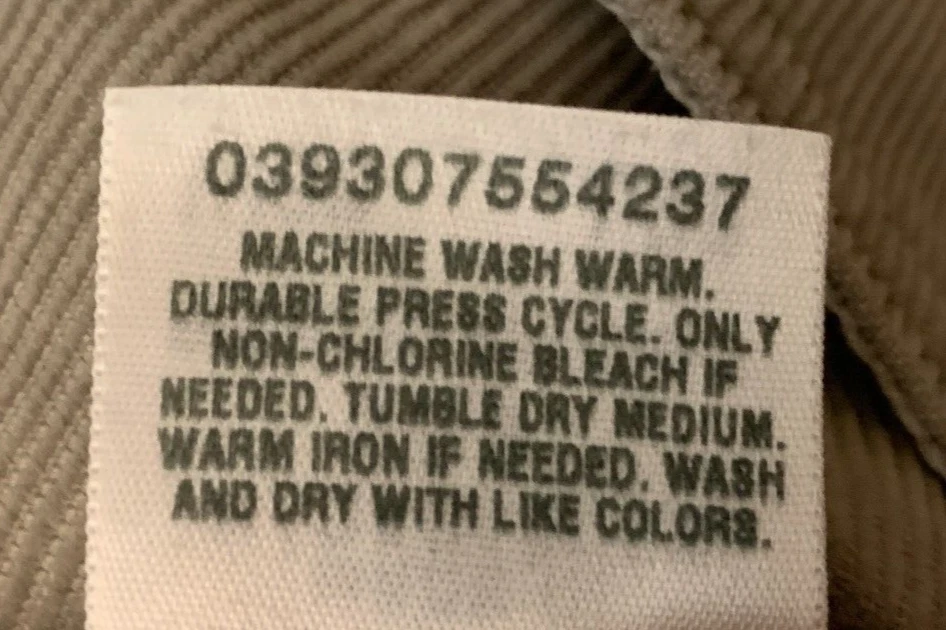 039307554237
MACHINE WASH WARM.
DURABLE PRESS CYCLE. ONLY
NON-CHLORINE BLEACH IF
NEEDED. TUMBLE DRY MEDIUM.
WARM IRON IF NEEDED. WASH
AND DRY WITH LIKE COLORS.